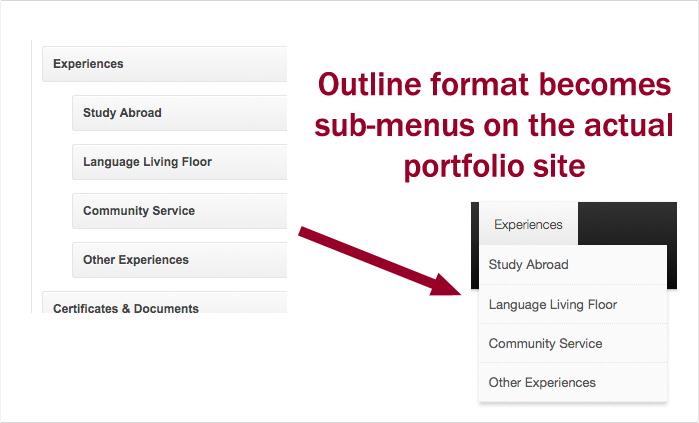 Experiences
Study Abroad
Language Living Floor
Community Service
Other Experiences
Certificates & Documents
Outline format becomes
sub-menus on the actual
portfolio site
Experiences
Study Abroad
Language Living Floor
Community Service
Other Experiences